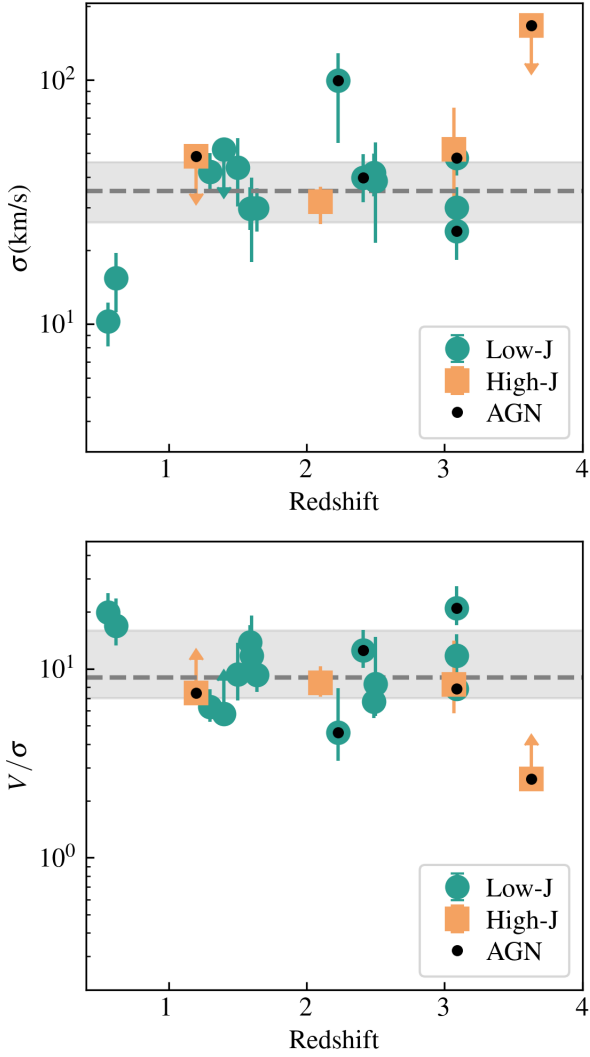 10²
10¹
σ(km/s)
Low-J
High-J
AGN
1 2 3 4
Redshift
10¹
10⁰
V/σ
Low-J
High-J
AGN
1 2 3 4
Redshift